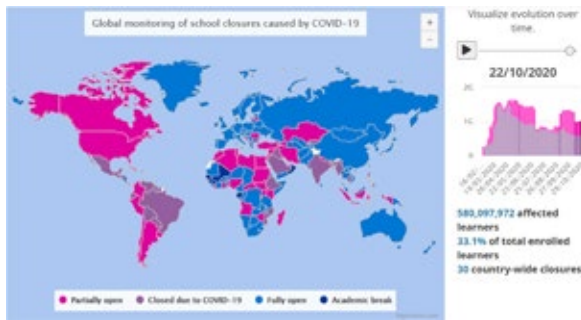 Global monitoring of school closures caused by COVID-19
+
−
Partially open
Closed due to COVID-19
Fully open
Academic break
Visualize evolution over
time.
22/10/2020
580,097,972 affected
learners
33.1% of total enrolled
learners
30 country-wide closures